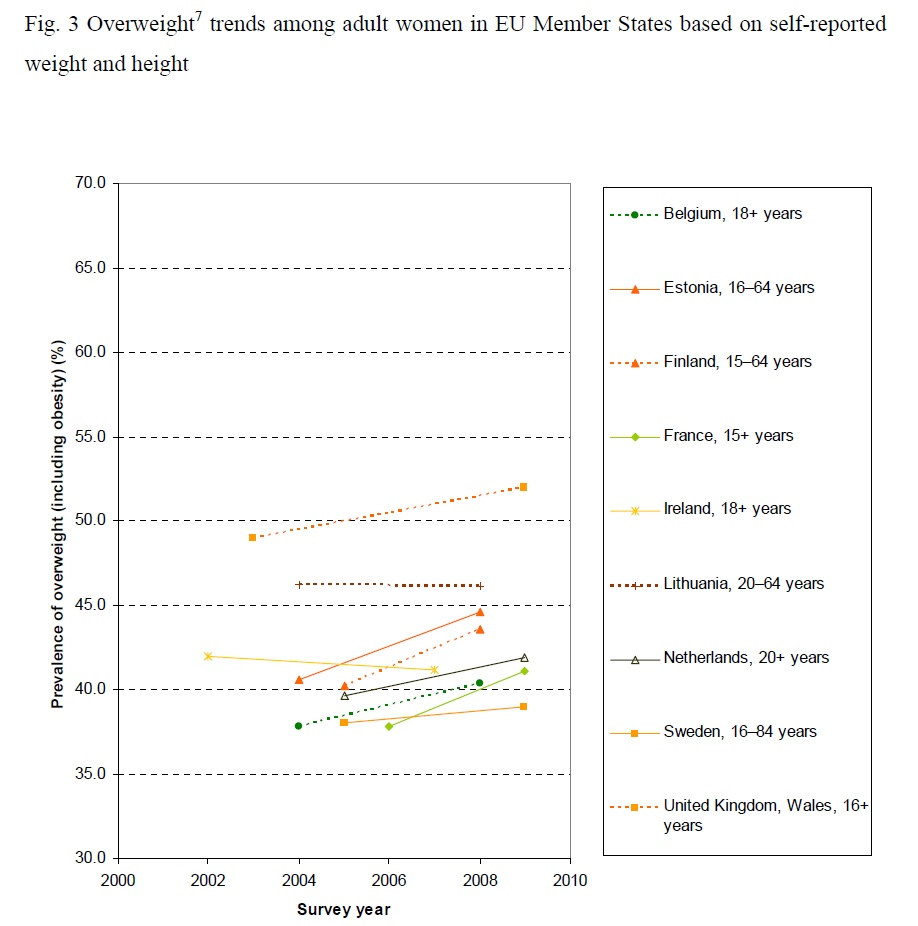 Fig. 3 Overweight7 trends among adult women in EU Member States based on self-reported
weight and height
70.0
65.0
60.0
55.0
50.0
45.0
40.0
35.0
30.0
Prevalence of overweight (including obesity) (%)
2000 2002 2004 2006 2008 2010
Survey year
Belgium, 18+ years
Estonia, 16–64 years
Finland, 15–64 years
France, 15+ years
Ireland, 18+ years
Lithuania, 20–64 years
Netherlands, 20+ years
Sweden, 16–84 years
United Kingdom, Wales, 16+
years